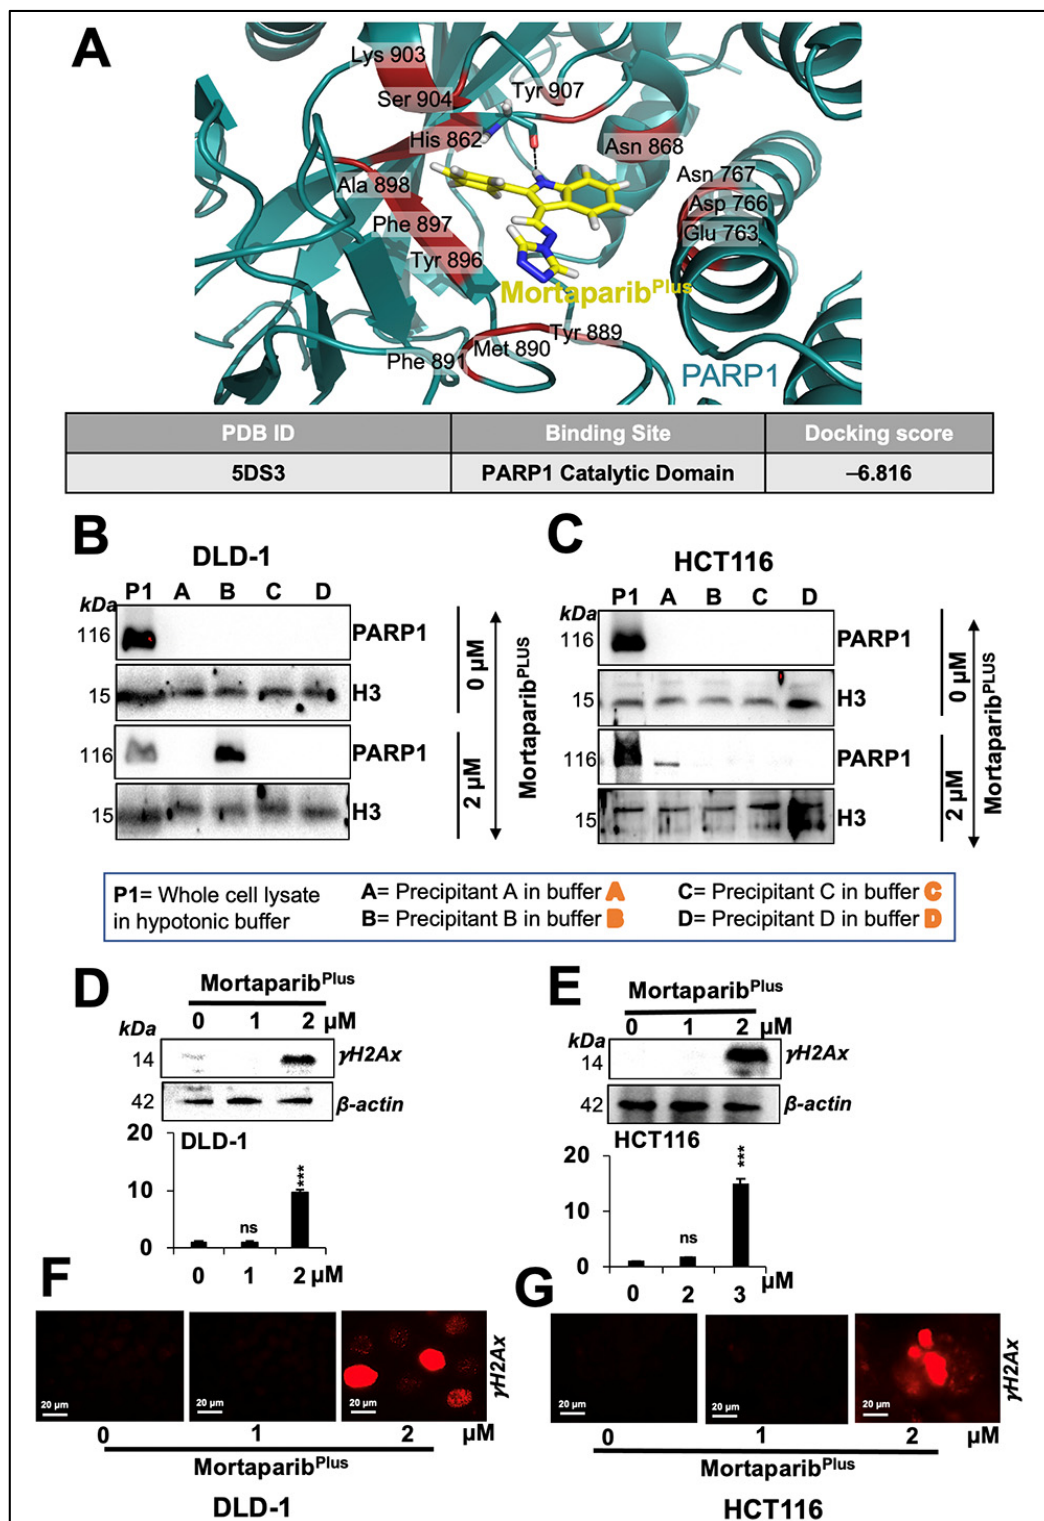 A
Lys 903
Ser 904
Tyr 907
His 862
Asn 868
Ala 898
Asn 767
Asp 766
Phe 897
Glu 763
Tyr 896
Mortaparib^Plus
Tyr 889
Met 890
Phe 891
PARP1
PDB ID Binding Site Docking score
5DS3 PARP1 Catalytic Domain –6.816
B
DLD-1
P1 A B C D
kDa
116 PARP1
15 H3
116 PARP1
15 H3
0 μM
2 μM
Mortaparib^PLUS
C
HCT116
P1 A B C D
kDa
116 PARP1
15 H3
116 PARP1
15 H3
0 μM
2 μM
Mortaparib^PLUS
P1= Whole cell lysate in hypotonic buffer
A= Precipitant A in buffer A
B= Precipitant B in buffer B
C= Precipitant C in buffer C
D= Precipitant D in buffer D
D
Mortaparib^Plus
0 1 2 μM
kDa
14 γH2Ax
42 β-actin
DLD-1
20
10
0
ns
***
0 1 2 μM
E
Mortaparib^Plus
0 1 2 μM
kDa
14 γH2Ax
42 β-actin
HCT116
20
10
0
ns
***
0 2 3 μM
F
20 μm
20 μm
20 μm
γH2Ax
0 1 2 μM
Mortaparib^Plus
DLD-1
G
20 μm
20 μm
20 μm
γH2Ax
0 1 2 μM
Mortaparib^Plus
HCT116